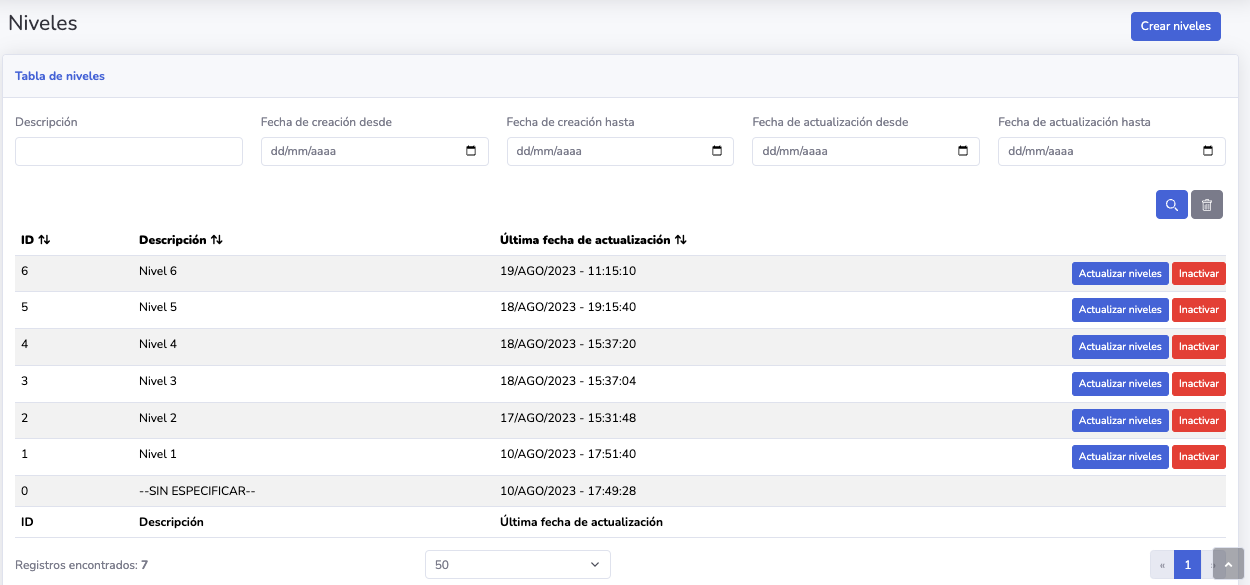 Niveles
Crear niveles
Tabla de niveles
Descripción Fecha de creación desde Fecha de creación hasta Fecha de actualización desde Fecha de actualización hasta
dd/mm/aaaa dd/mm/aaaa dd/mm/aaaa dd/mm/aaaa
ID Descripción Última fecha de actualización
6 Nivel 6 19/AGO/2023 - 11:15:10 Actualizar niveles Inactivar
5 Nivel 5 18/AGO/2023 - 19:15:40 Actualizar niveles Inactivar
4 Nivel 4 18/AGO/2023 - 15:37:20 Actualizar niveles Inactivar
3 Nivel 3 18/AGO/2023 - 15:37:04 Actualizar niveles Inactivar
2 Nivel 2 17/AGO/2023 - 15:31:48 Actualizar niveles Inactivar
1 Nivel 1 10/AGO/2023 - 17:51:40 Actualizar niveles Inactivar
0 --SIN ESPECIFICAR-- 10/AGO/2023 - 17:49:28
ID Descripción Última fecha de actualización
Registros encontrados: 7 50 « 1 »